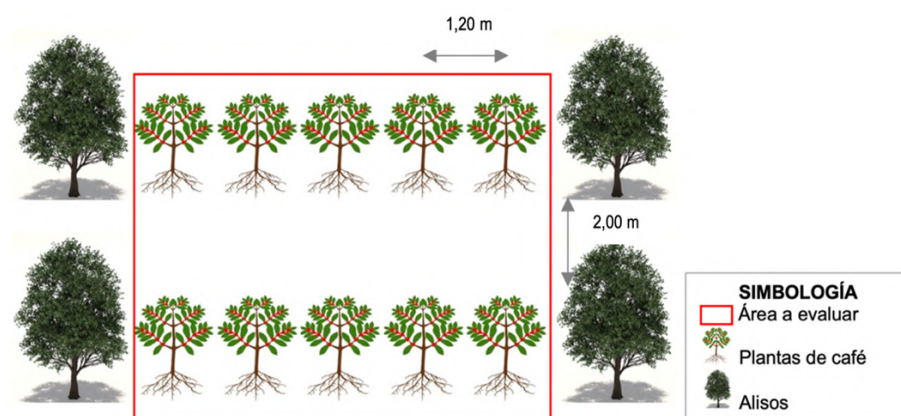 1,20 m
2,00 m
SIMBOLOGÍA
Área a evaluar
Plantas de café
Alisos